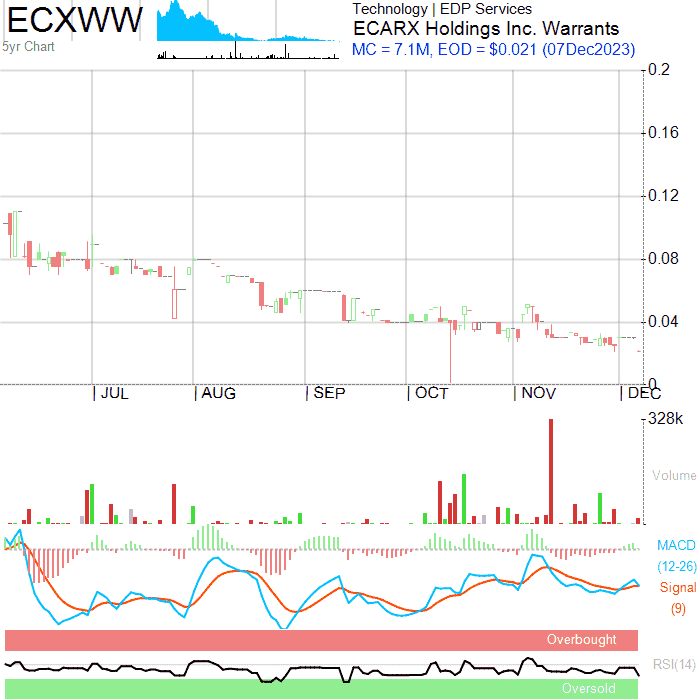 ECXWW
5yr Chart
Technology | EDP Services
ECARX Holdings Inc. Warrants
MC = 7.1M, EOD = $0.021 (07Dec2023)
0.2
0.16
0.12
0.08
0.04
0
| JUL | AUG | SEP | OCT | NOV | DEC
328k
Volume
MACD
(12-26)
Signal
(9)
Overbought
RSI(14)
Oversold